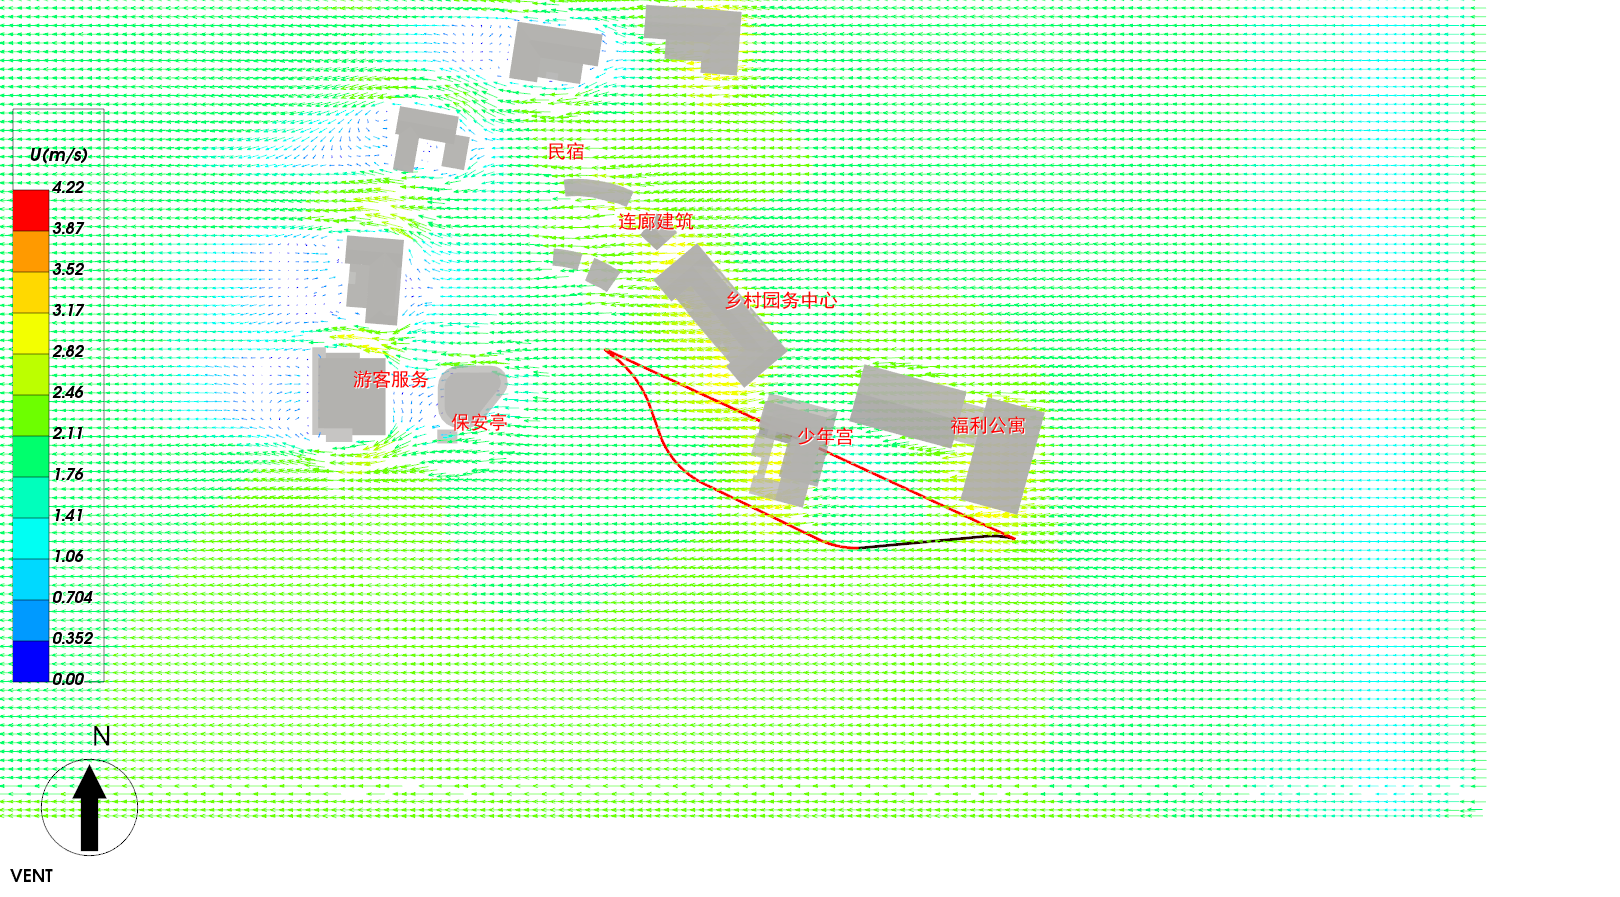 U(m/s)
4.22
3.87
3.52
3.17
2.82
2.46
2.11
1.76
1.41
1.06
0.704
0.352
0.00
民宿
连廊建筑
乡村园务中心
游客服务
保安亭
少年宫
福利公寓
N
VENT